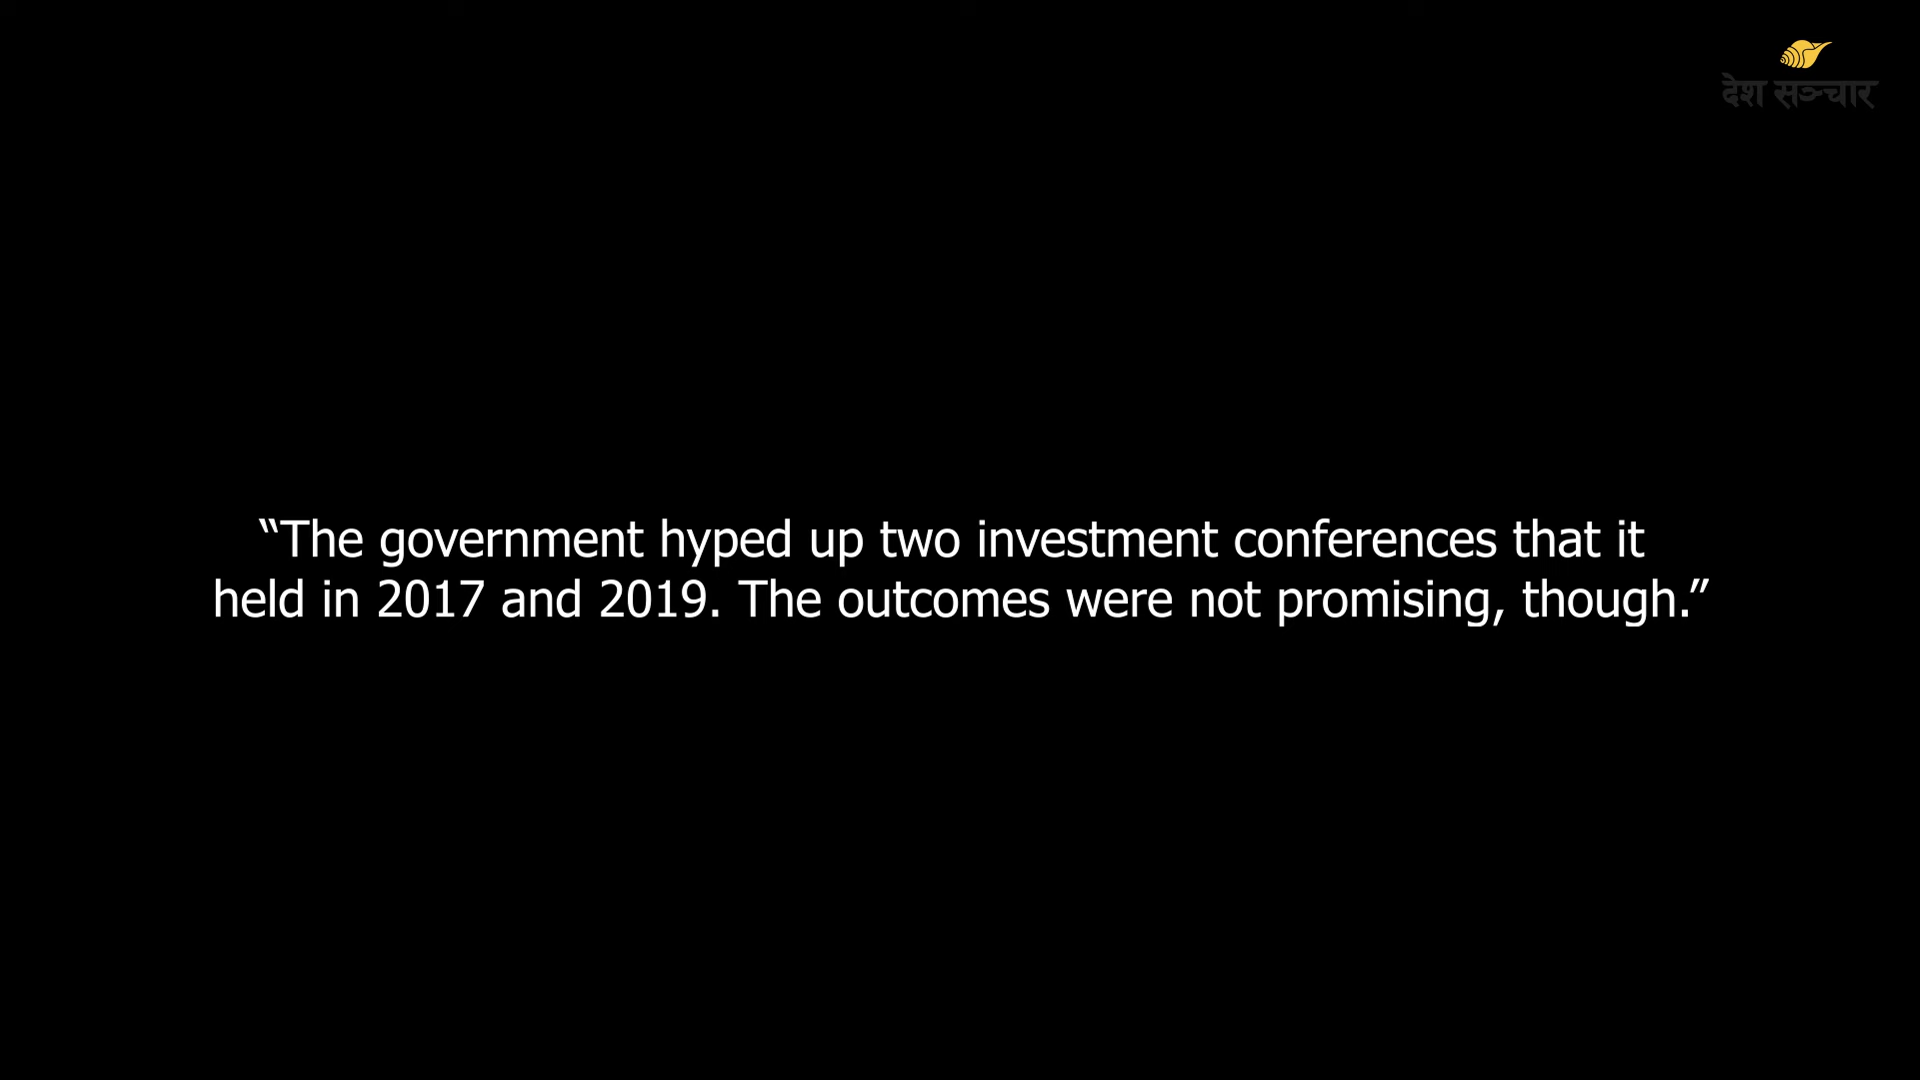 देश सञ्चार
“The government hyped up two investment conferences that it
held in 2017 and 2019. The outcomes were not promising, though.”